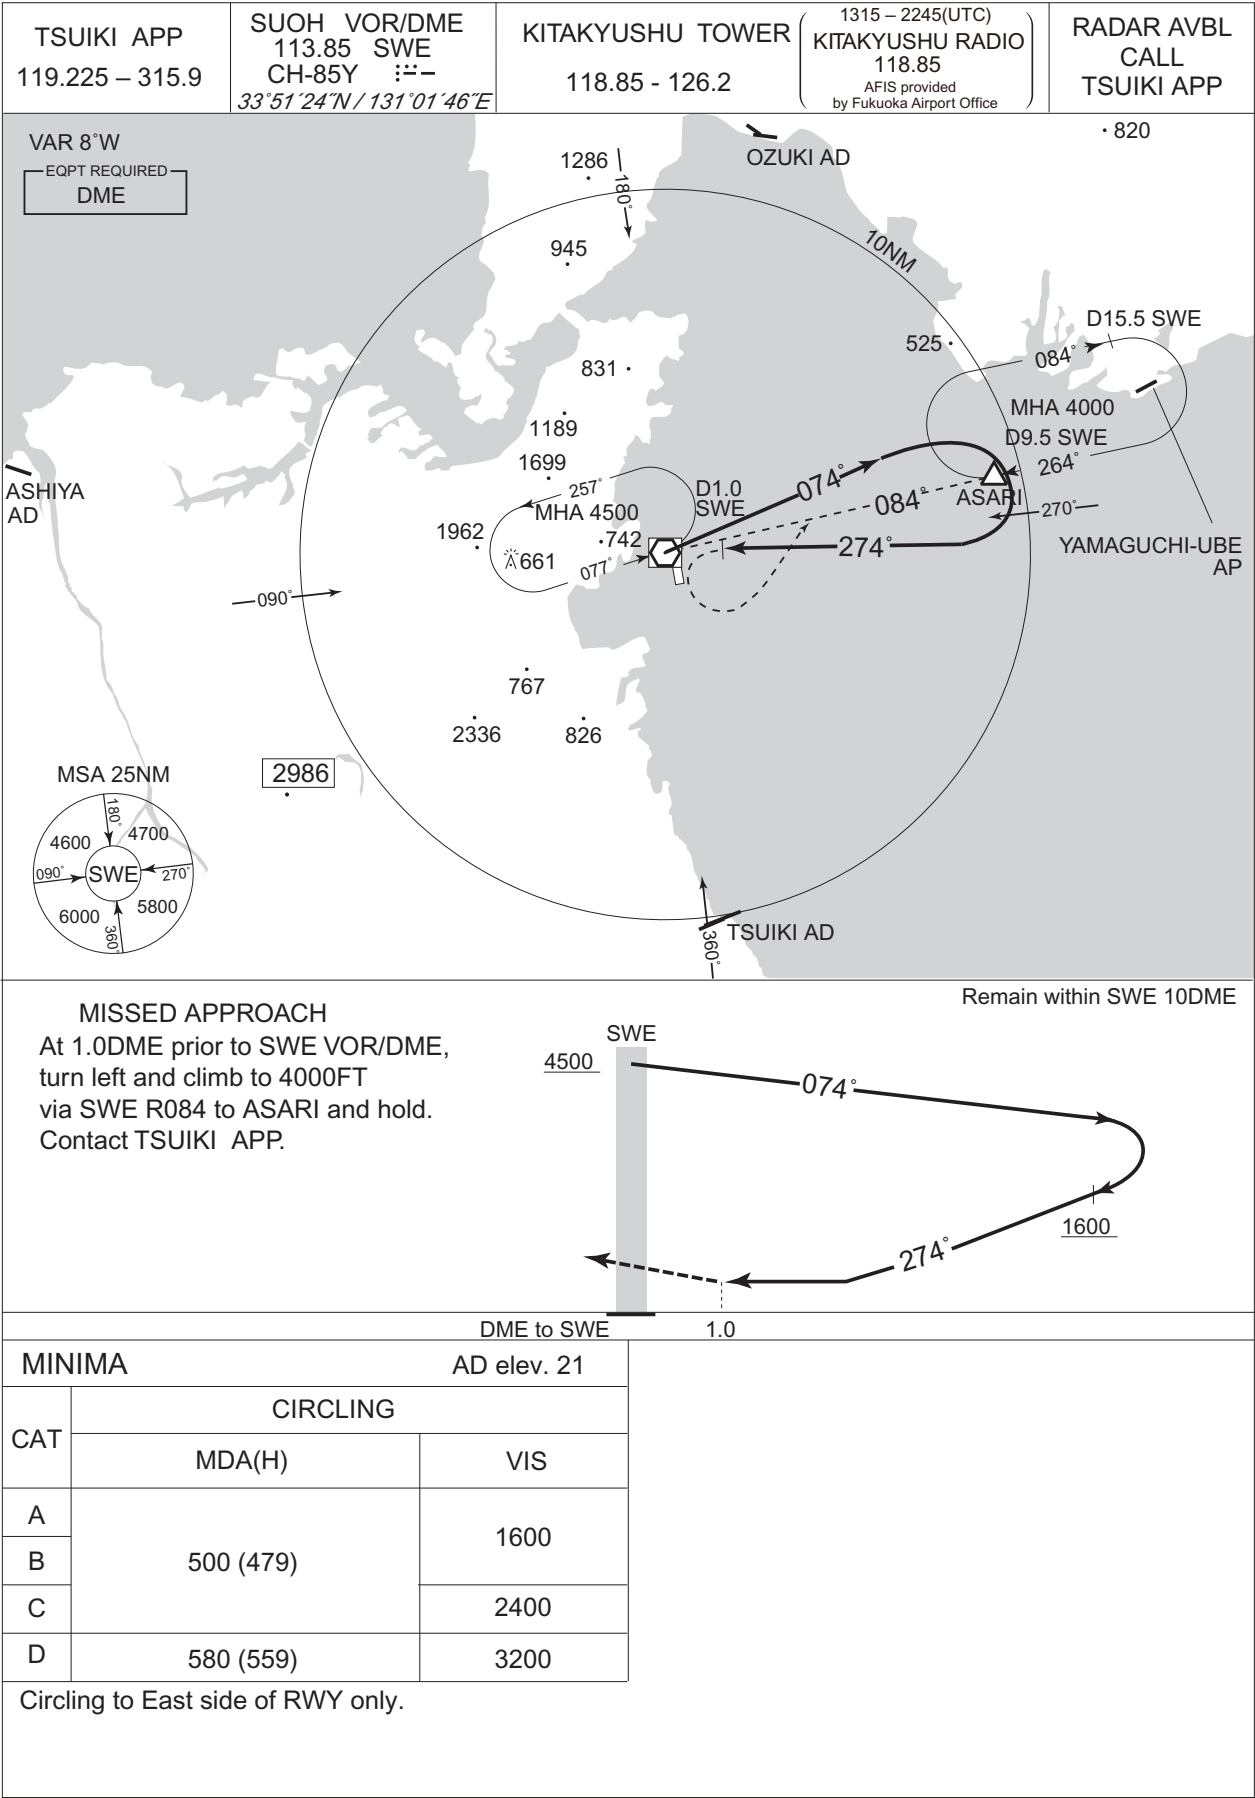 TSUIKI APP
119.225 – 315.9
SUOH VOR/DME
113.85 SWE
CH-85Y
33°51′24″N / 131°01′46″E
KITAKYUSHU TOWER
118.85 - 126.2
1315 – 2245(UTC)
KITAKYUSHU RADIO
118.85
AFIS provided
by Fukuoka Airport Office
RADAR AVBL
CALL
TSUIKI APP
VAR 8°W
EQPT REQUIRED
DME
820
OZUKI AD
1286
180°
945
10NM
D15.5 SWE
525
084°
831
MHA 4000
1189
D9.5 SWE
1699
264°
257°
074°
ASHIYA
AD
D1.0
SWE
084°
ASARI
MHA 4500
270°
1962
742
274°
YAMAGUCHI-UBE
AP
661
077°
090°
767
2336
826
2986
MSA 25NM
180°
4600
4700
090°
SWE
270°
6000
5800
360°
TSUIKI AD
360°
MISSED APPROACH
At 1.0DME prior to SWE VOR/DME,
turn left and climb to 4000FT
via SWE R084 to ASARI and hold.
Contact TSUIKI APP.
Remain within SWE 10DME
SWE
4500
074°
1600
274°
DME to SWE
1.0
MINIMA
AD elev. 21
CAT
CIRCLING
MDA(H)
VIS
A
B
500 (479)
1600
C
2400
D
580 (559)
3200
Circling to East side of RWY only.